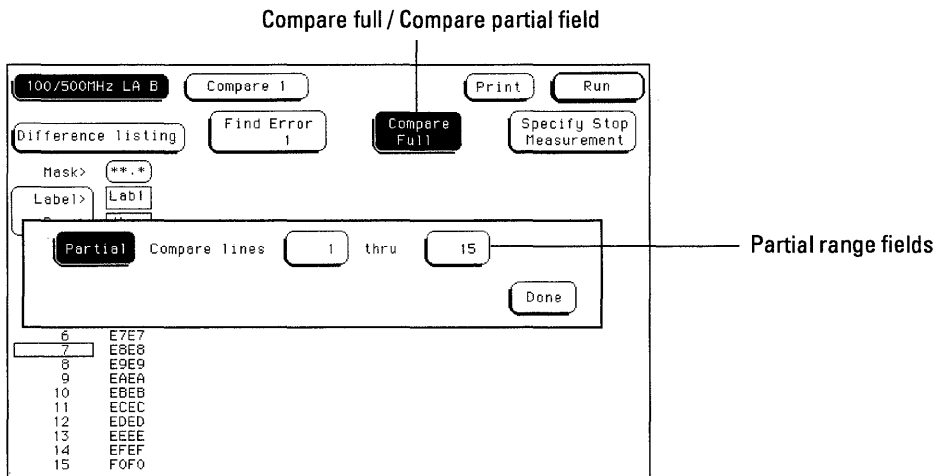 Compare full / Compare partial field
100/500MHz LA B Compare 1 Print Run
Difference listing Find Error 1 Compare Full Specify Stop Measurement
Mask> **.*
Label> Lab1
Partial Compare lines 1 thru 15 Partial range fields
Done
6 E7E7
7 E8E8
8 E9E9
9 EAEA
10 EBEB
11 ECEC
12 EDED
13 EEEE
14 EFEF
15 F0F0